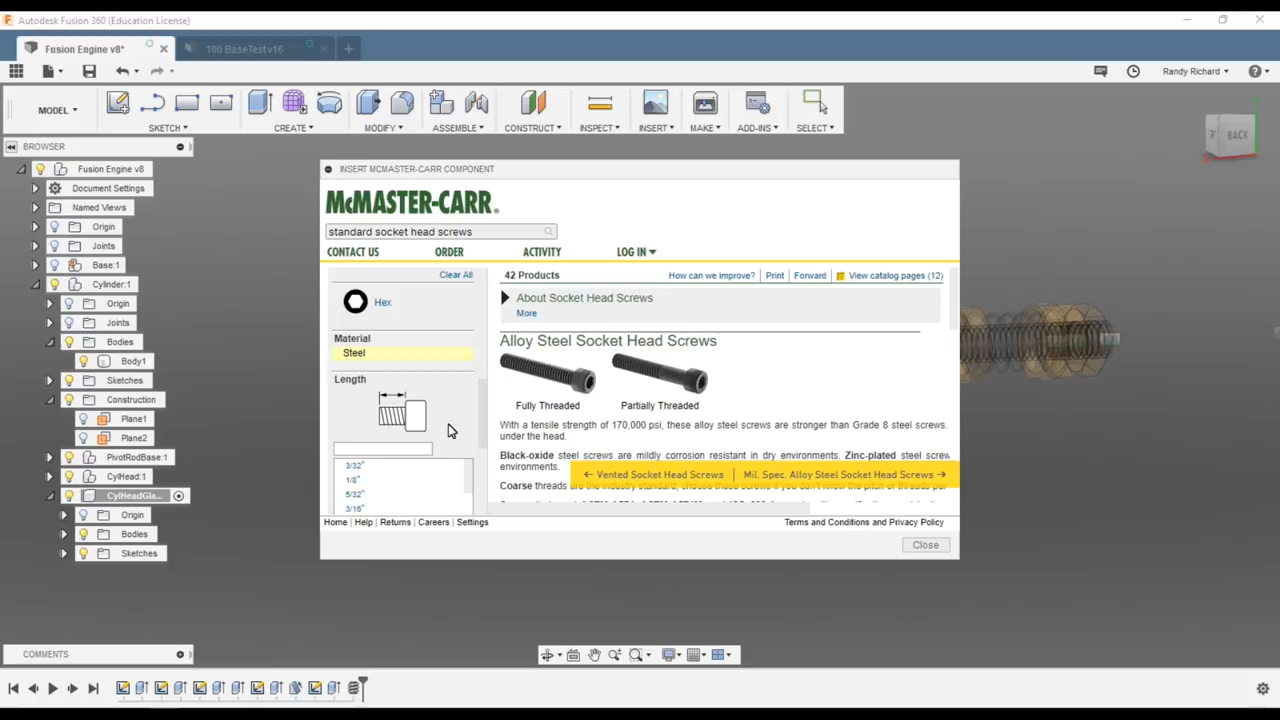 Autodesk Fusion 360 (Education License)
Fusion Engine v8*
100 BaseTest v16
Randy Richard
MODEL
SKETCH
CREATE
MODIFY
ASSEMBLE
CONSTRUCT
INSPECT
INSERT
MAKE
ADD-INS
SELECT
BACK
BROWSER
Fusion Engine v8
Document Settings
Named Views
Origin
Joints
Base:1
Cylinder:1
Origin
Joints
Bodies
Body1
Sketches
Construction
Plane1
Plane2
PivotRodBase:1
CylHead:1
CylHeadGla...
Origin
Bodies
Sketches
INSERT MCMASTER-CARR COMPONENT
McMASTER-CARR®
standard socket head screws
CONTACT US ORDER ACTIVITY LOG IN
Clear All
Hex
Material
Steel
Length
3/32"
1/8"
5/32"
3/16"
42 Products
How can we improve? Print Forward View catalog pages (12)
About Socket Head Screws
More
Alloy Steel Socket Head Screws
Fully Threaded
Partially Threaded
With a tensile strength of 170,000 psi, these alloy steel screws are stronger than Grade 8 steel screws.
under the head.
Black-oxide steel screws are mildly corrosion resistant in dry environments. Zinc-plated steel screw
environments.
Vented Socket Head Screws
Mil. Spec. Alloy Steel Socket Head Screws
Coarse threads
Home | Help | Returns | Careers | Settings
Terms and Conditions and Privacy Policy
Close
COMMENTS